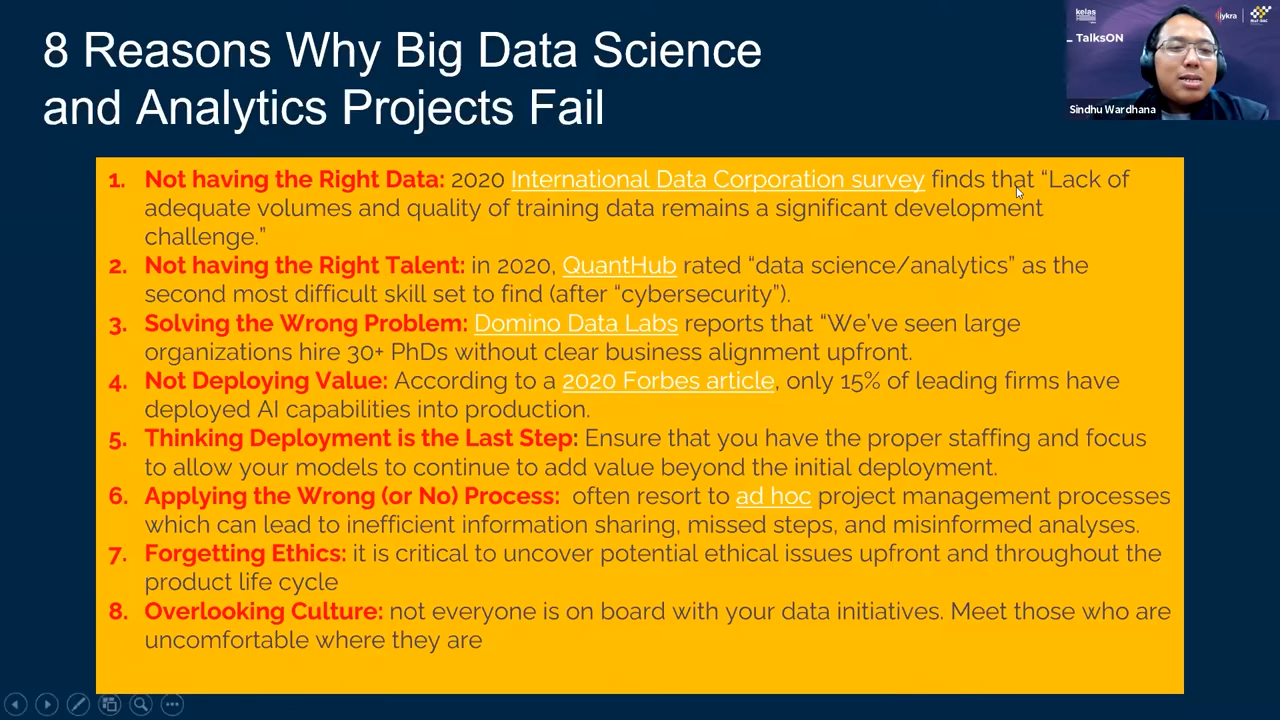 8 Reasons Why Big Data Science
and Analytics Projects Fail
kelas
iykra
TalksON
Sindhu Wardhana
1. Not having the Right Data: 2020 International Data Corporation survey finds that “Lack of
adequate volumes and quality of training data remains a significant development
challenge.”
2. Not having the Right Talent: in 2020, QuantHub rated “data science/analytics” as the
second most difficult skill set to find (after “cybersecurity”).
3. Solving the Wrong Problem: Domino Data Labs reports that “We’ve seen large
organizations hire 30+ PhDs without clear business alignment upfront.
4. Not Deploying Value: According to a 2020 Forbes article, only 15% of leading firms have
deployed AI capabilities into production.
5. Thinking Deployment is the Last Step: Ensure that you have the proper staffing and focus
to allow your models to continue to add value beyond the initial deployment.
6. Applying the Wrong (or No) Process: often resort to ad hoc project management processes
which can lead to inefficient information sharing, missed steps, and misinformed analyses.
7. Forgetting Ethics: it is critical to uncover potential ethical issues upfront and throughout the
product life cycle
8. Overlooking Culture: not everyone is on board with your data initiatives. Meet those who are
uncomfortable where they are